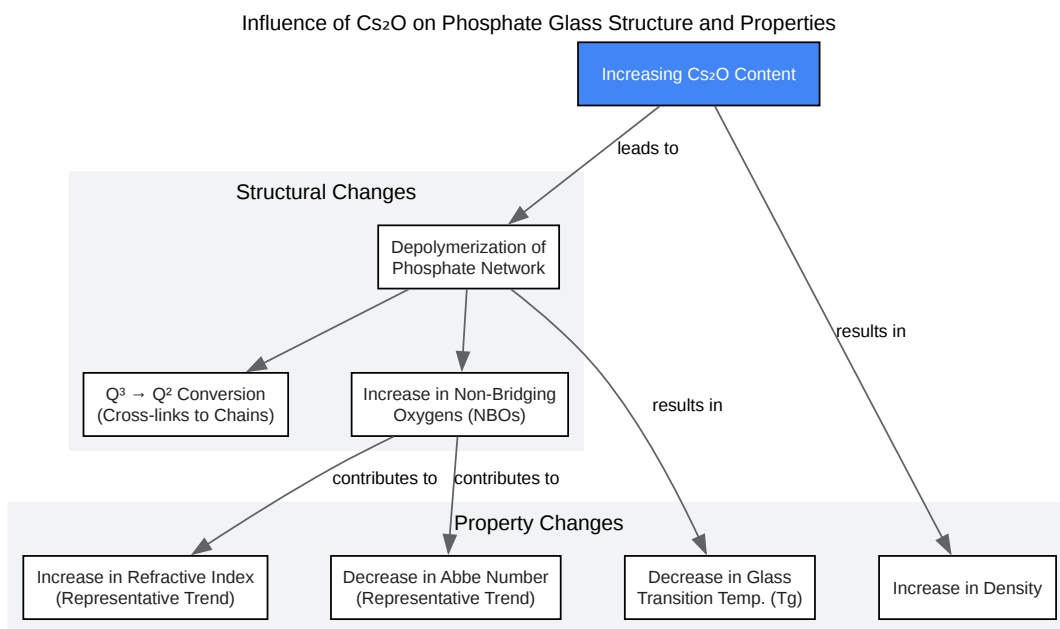 Influence of Cs₂O on Phosphate Glass Structure and Properties
Increasing Cs₂O Content
leads to
Structural Changes
Depolymerization of
Phosphate Network
results in
Q³ → Q² Conversion
(Cross-links to Chains)
Increase in Non-Bridging
Oxygens (NBOs)
results in
contributes to
contributes to
Property Changes
Increase in Refractive Index
(Representative Trend)
Decrease in Abbe Number
(Representative Trend)
Decrease in Glass
Transition Temp. (Tg)
Increase in Density